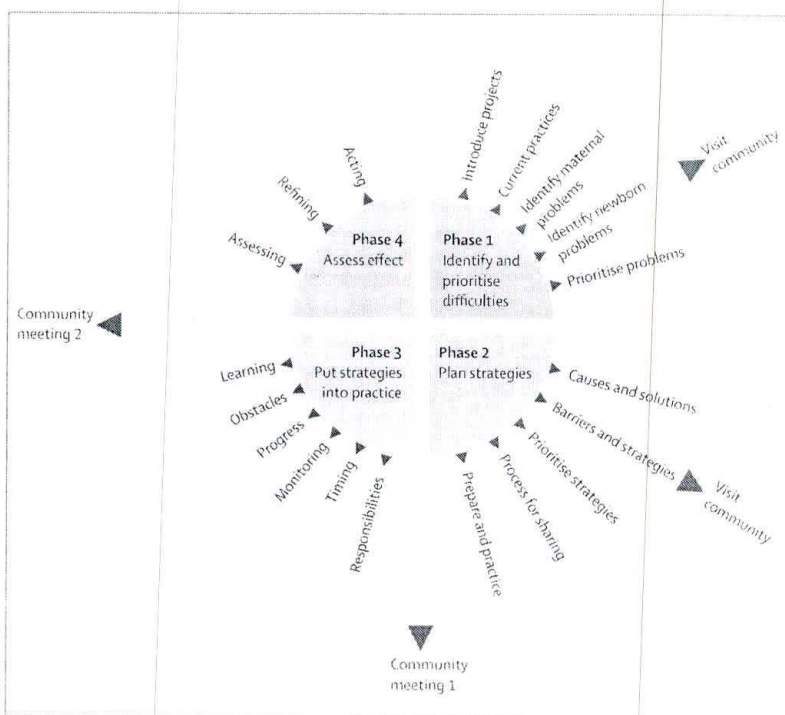 Introduce projects
Current practices
Identify maternal
problems
Identify newborn
problems
Prioritise problems
Visit
community
Acting
Refining
Assessing
Phase 4
Assess effect
Phase 1
Identify and
prioritise
difficulties
Community
meeting 2
Phase 3
Put strategies
into practice
Phase 2
Plan strategies
Causes and solutions
Barriers and strategies
Prioritise strategies
Process for sharing
Prepare and practice
Visit
community
Learning
Obstacles
Progress
Monitoring
Timing
Responsibilities
Community
meeting 1